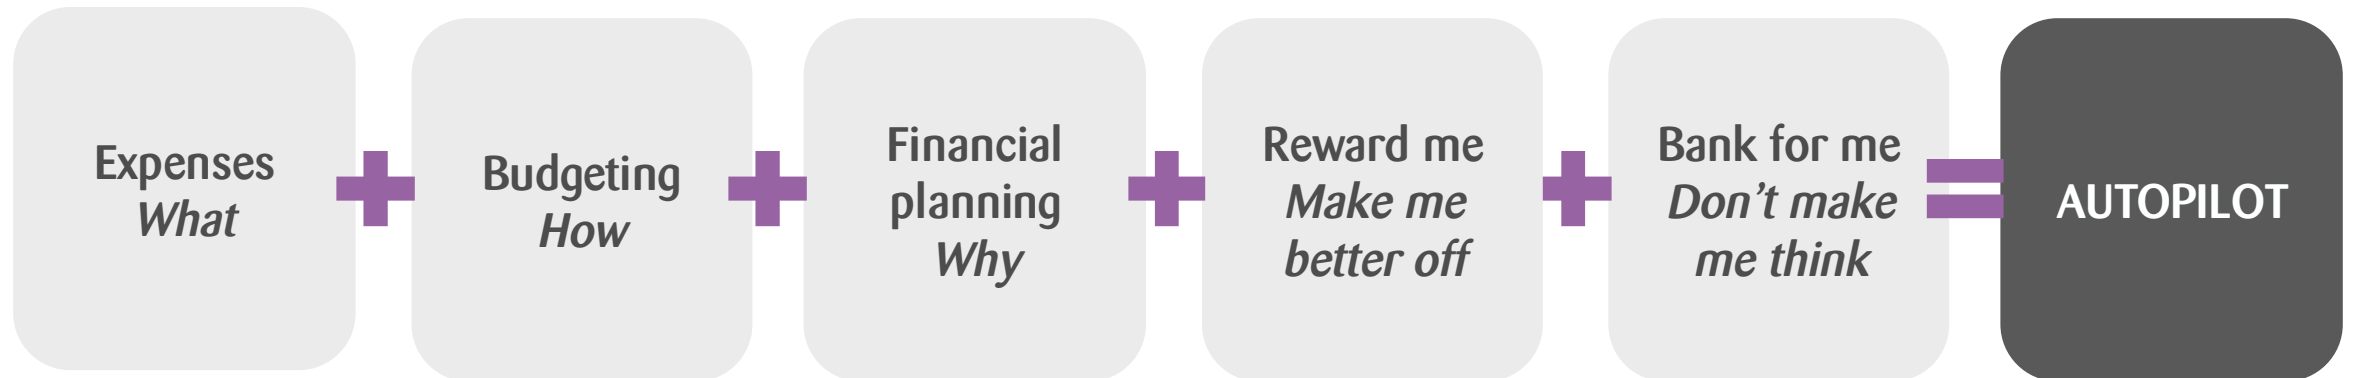 Expenses
What
Budgeting
How
Financial
planning
Why
Reward me
Make me
better off
Bank for me
Don’t make
me think
AUTOPILOT